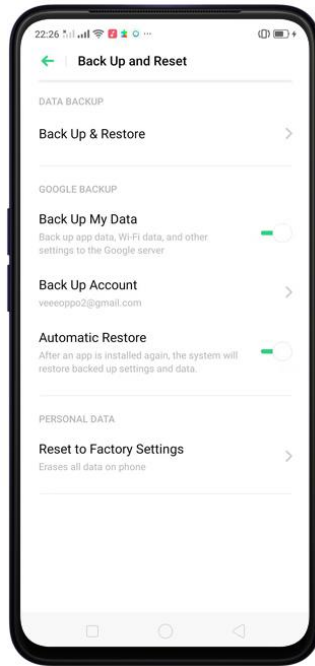 22:26
Back Up and Reset
DATA BACKUP
Back Up & Restore
GOOGLE BACKUP
Back Up My Data
Back up app data, Wi-Fi data, and other
settings to the Google server
Back Up Account
veeeoppo2@gmail.com
Automatic Restore
After an app is installed again, the system will
restore backed up settings and data.
PERSONAL DATA
Reset to Factory Settings
Erases all data on phone